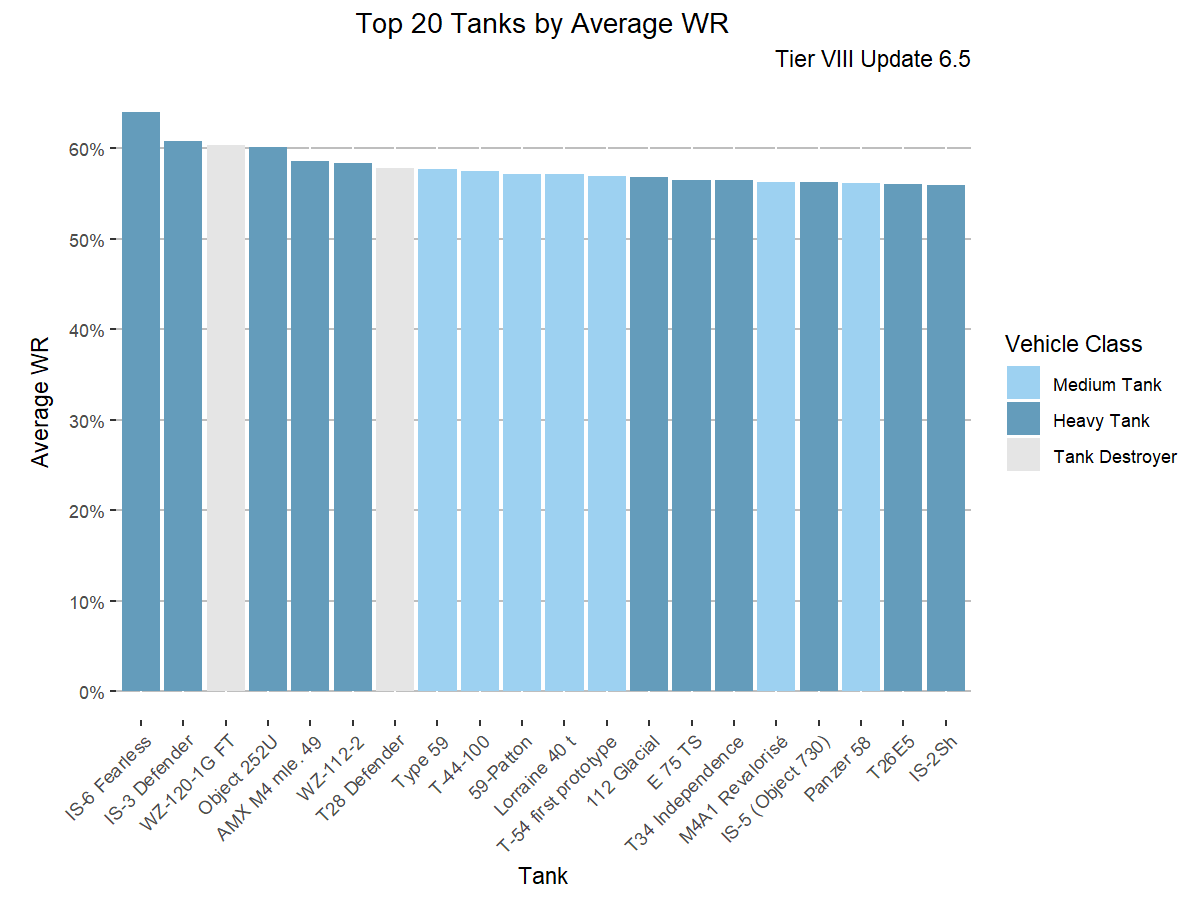 Top 20 Tanks by Average WR
Tier VIII Update 6.5
Average WR
60%
50%
40%
30%
20%
10%
0%
IS-6 Fearless
IS-3 Defender
WZ-120-1G FT
Object 252U
AMX M4 mle. 49
WZ-112-2
T28 Defender
Type 59
T-44-100
59-Patton
Lorraine 40 t
T-54 first prototype
112 Glacial
E 75 TS
T34 Independence
M4A1 Revalorisé
IS-5 (Object 730)
Panzer 58
T26E5
IS-2Sh
Tank
Vehicle Class
Medium Tank
Heavy Tank
Tank Destroyer